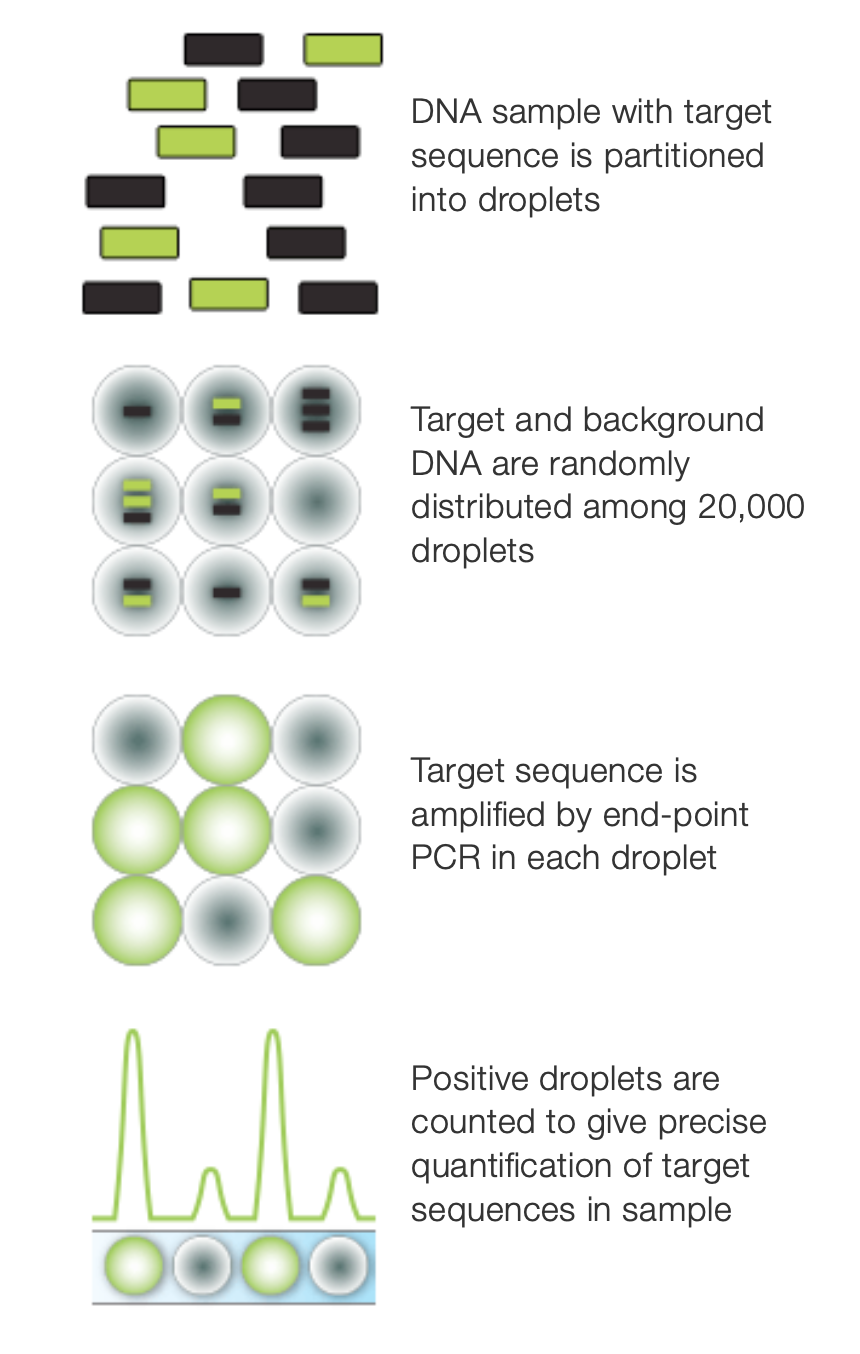 DNA sample with target
sequence is partitioned
into droplets
Target and background
DNA are randomly
distributed among 20,000
droplets
Target sequence is
amplified by end-point
PCR in each droplet
Positive droplets are
counted to give precise
quantification of target
sequences in sample